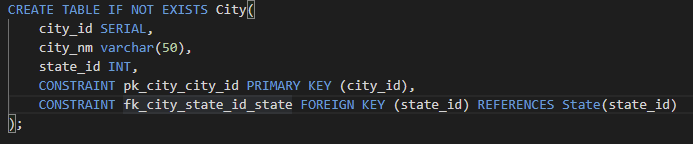 CREATE TABLE IF NOT EXISTS City(
    city_id SERIAL,
    city_nm varchar(50),
    state_id INT,
    CONSTRAINT pk_city_city_id PRIMARY KEY (city_id),
    CONSTRAINT fk_city_state_id_state FOREIGN KEY (state_id) REFERENCES State(state_id)
);